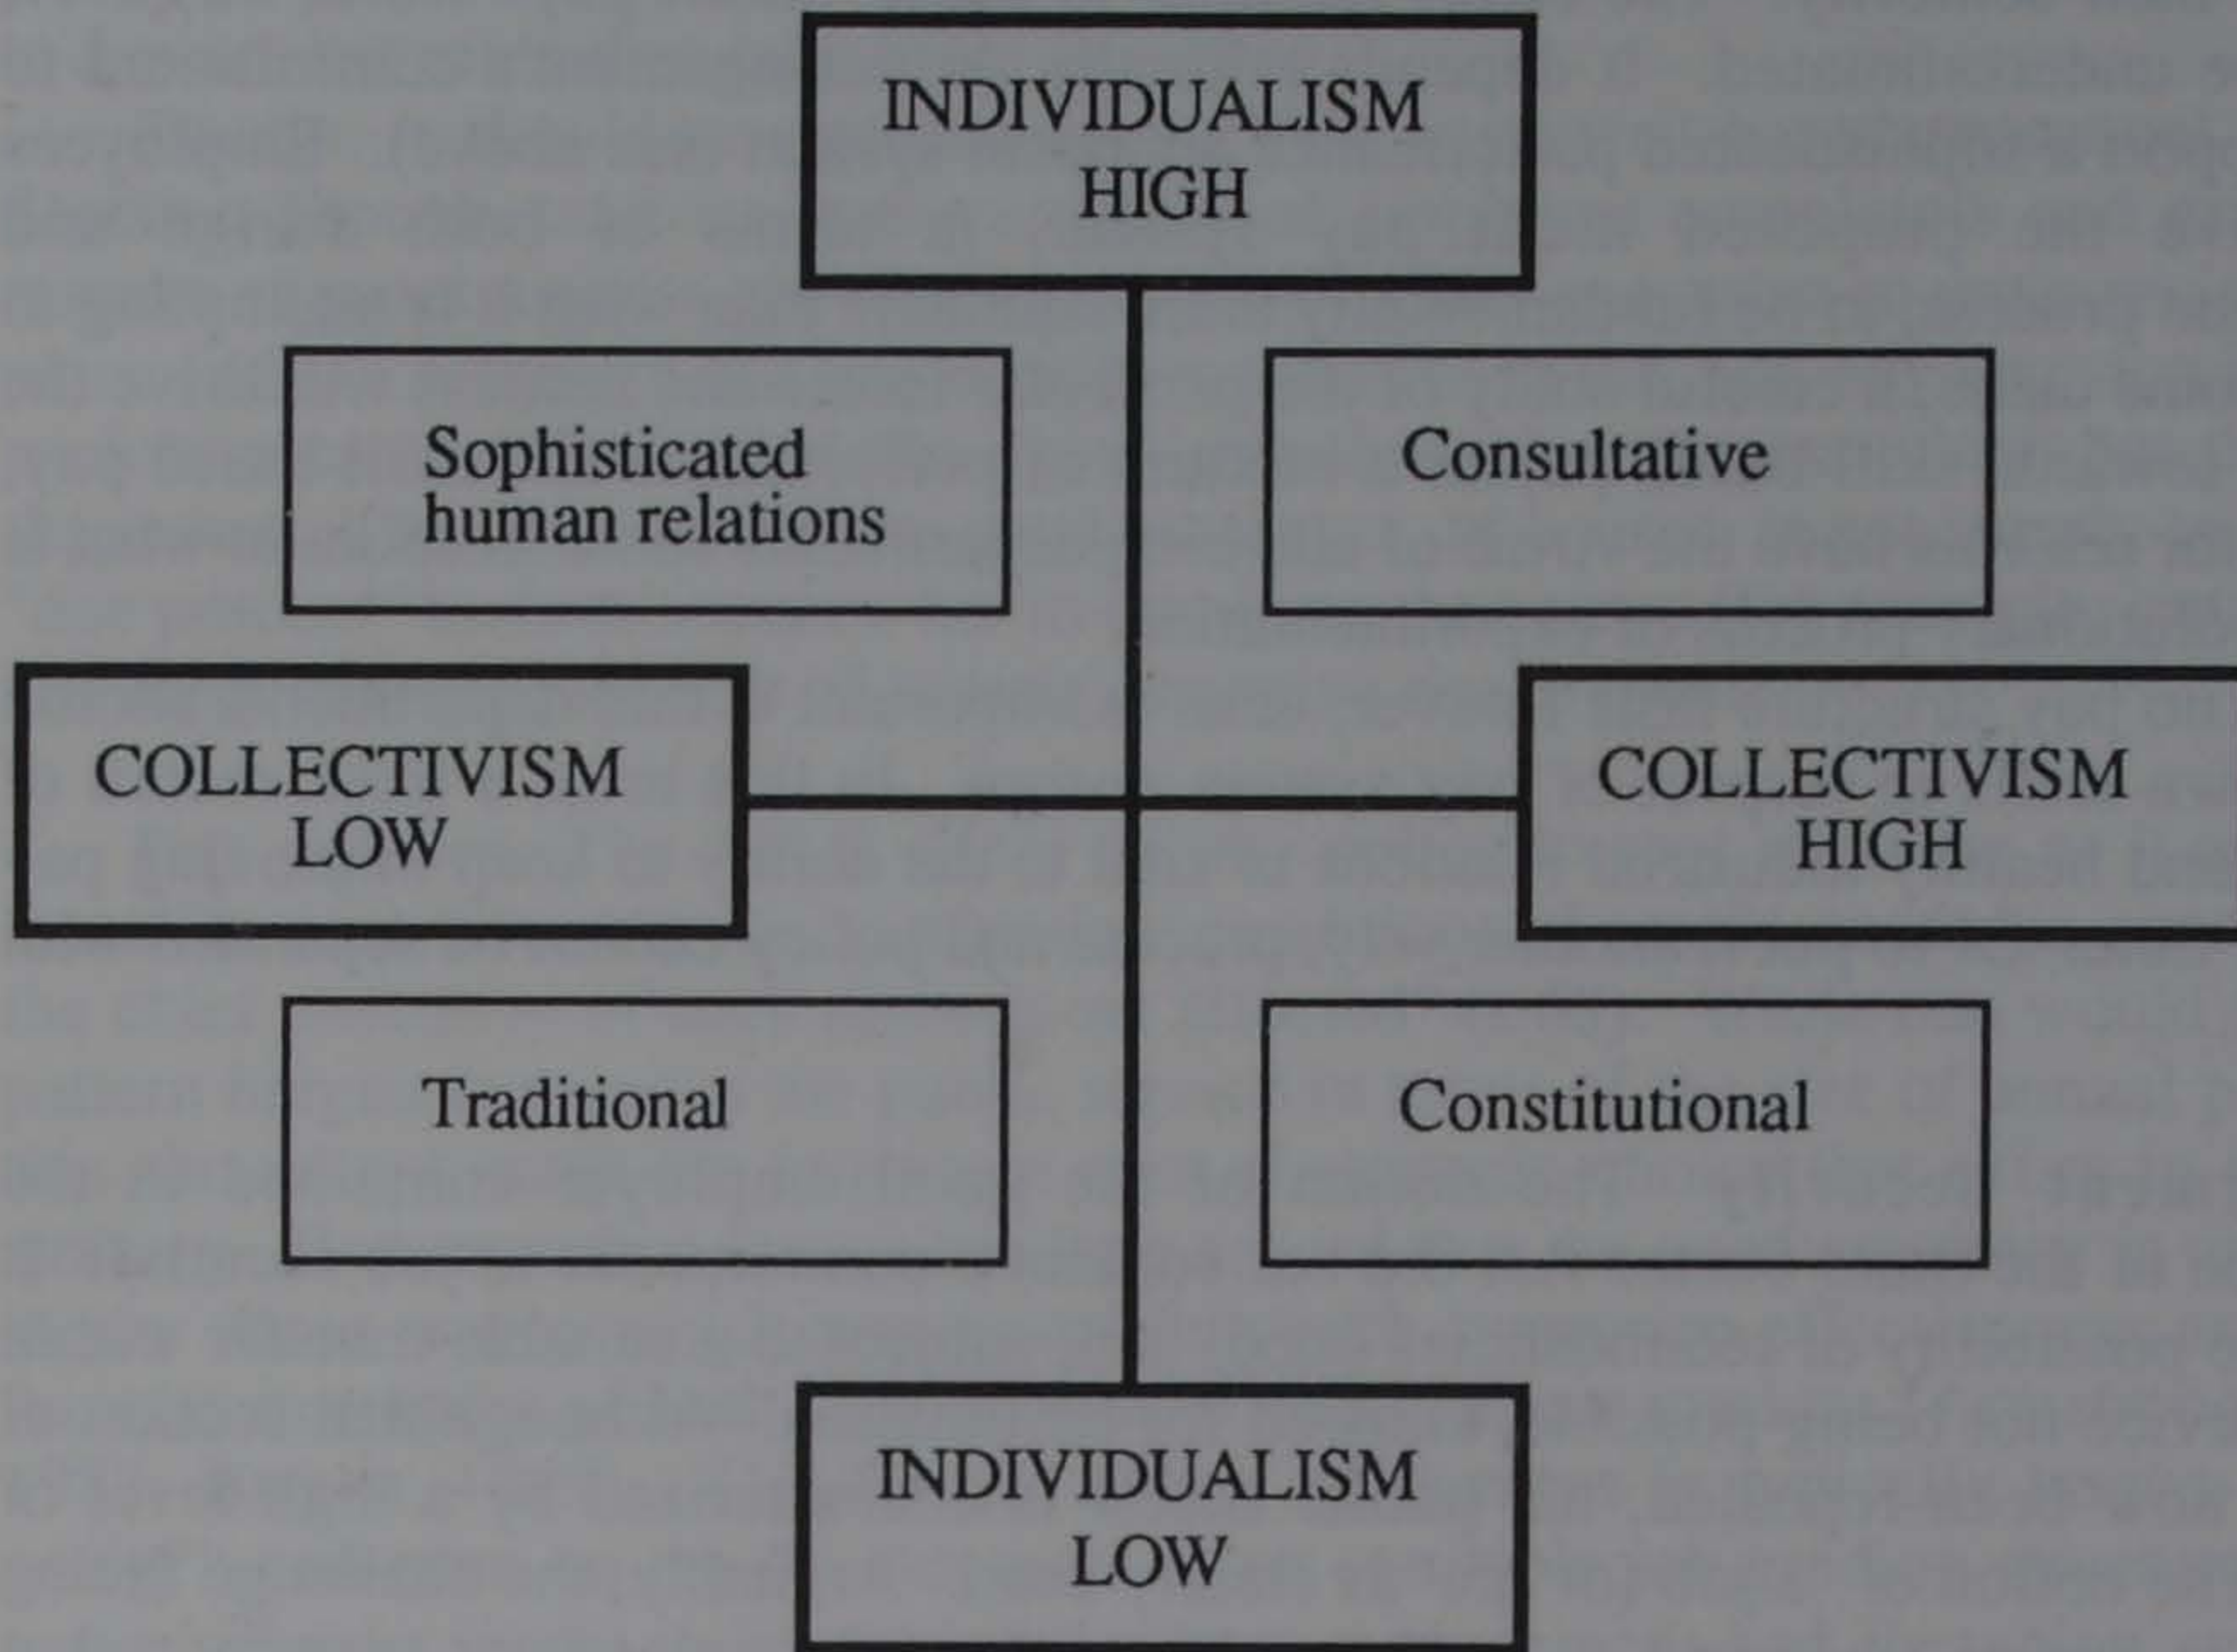 INDIVIDUALISM
HIGH
Sophisticated
human relations
Consultative
COLLECTIVISM
LOW
COLLECTIVISM
HIGH
Traditional
Constitutional
INDIVIDUALISM
LOW